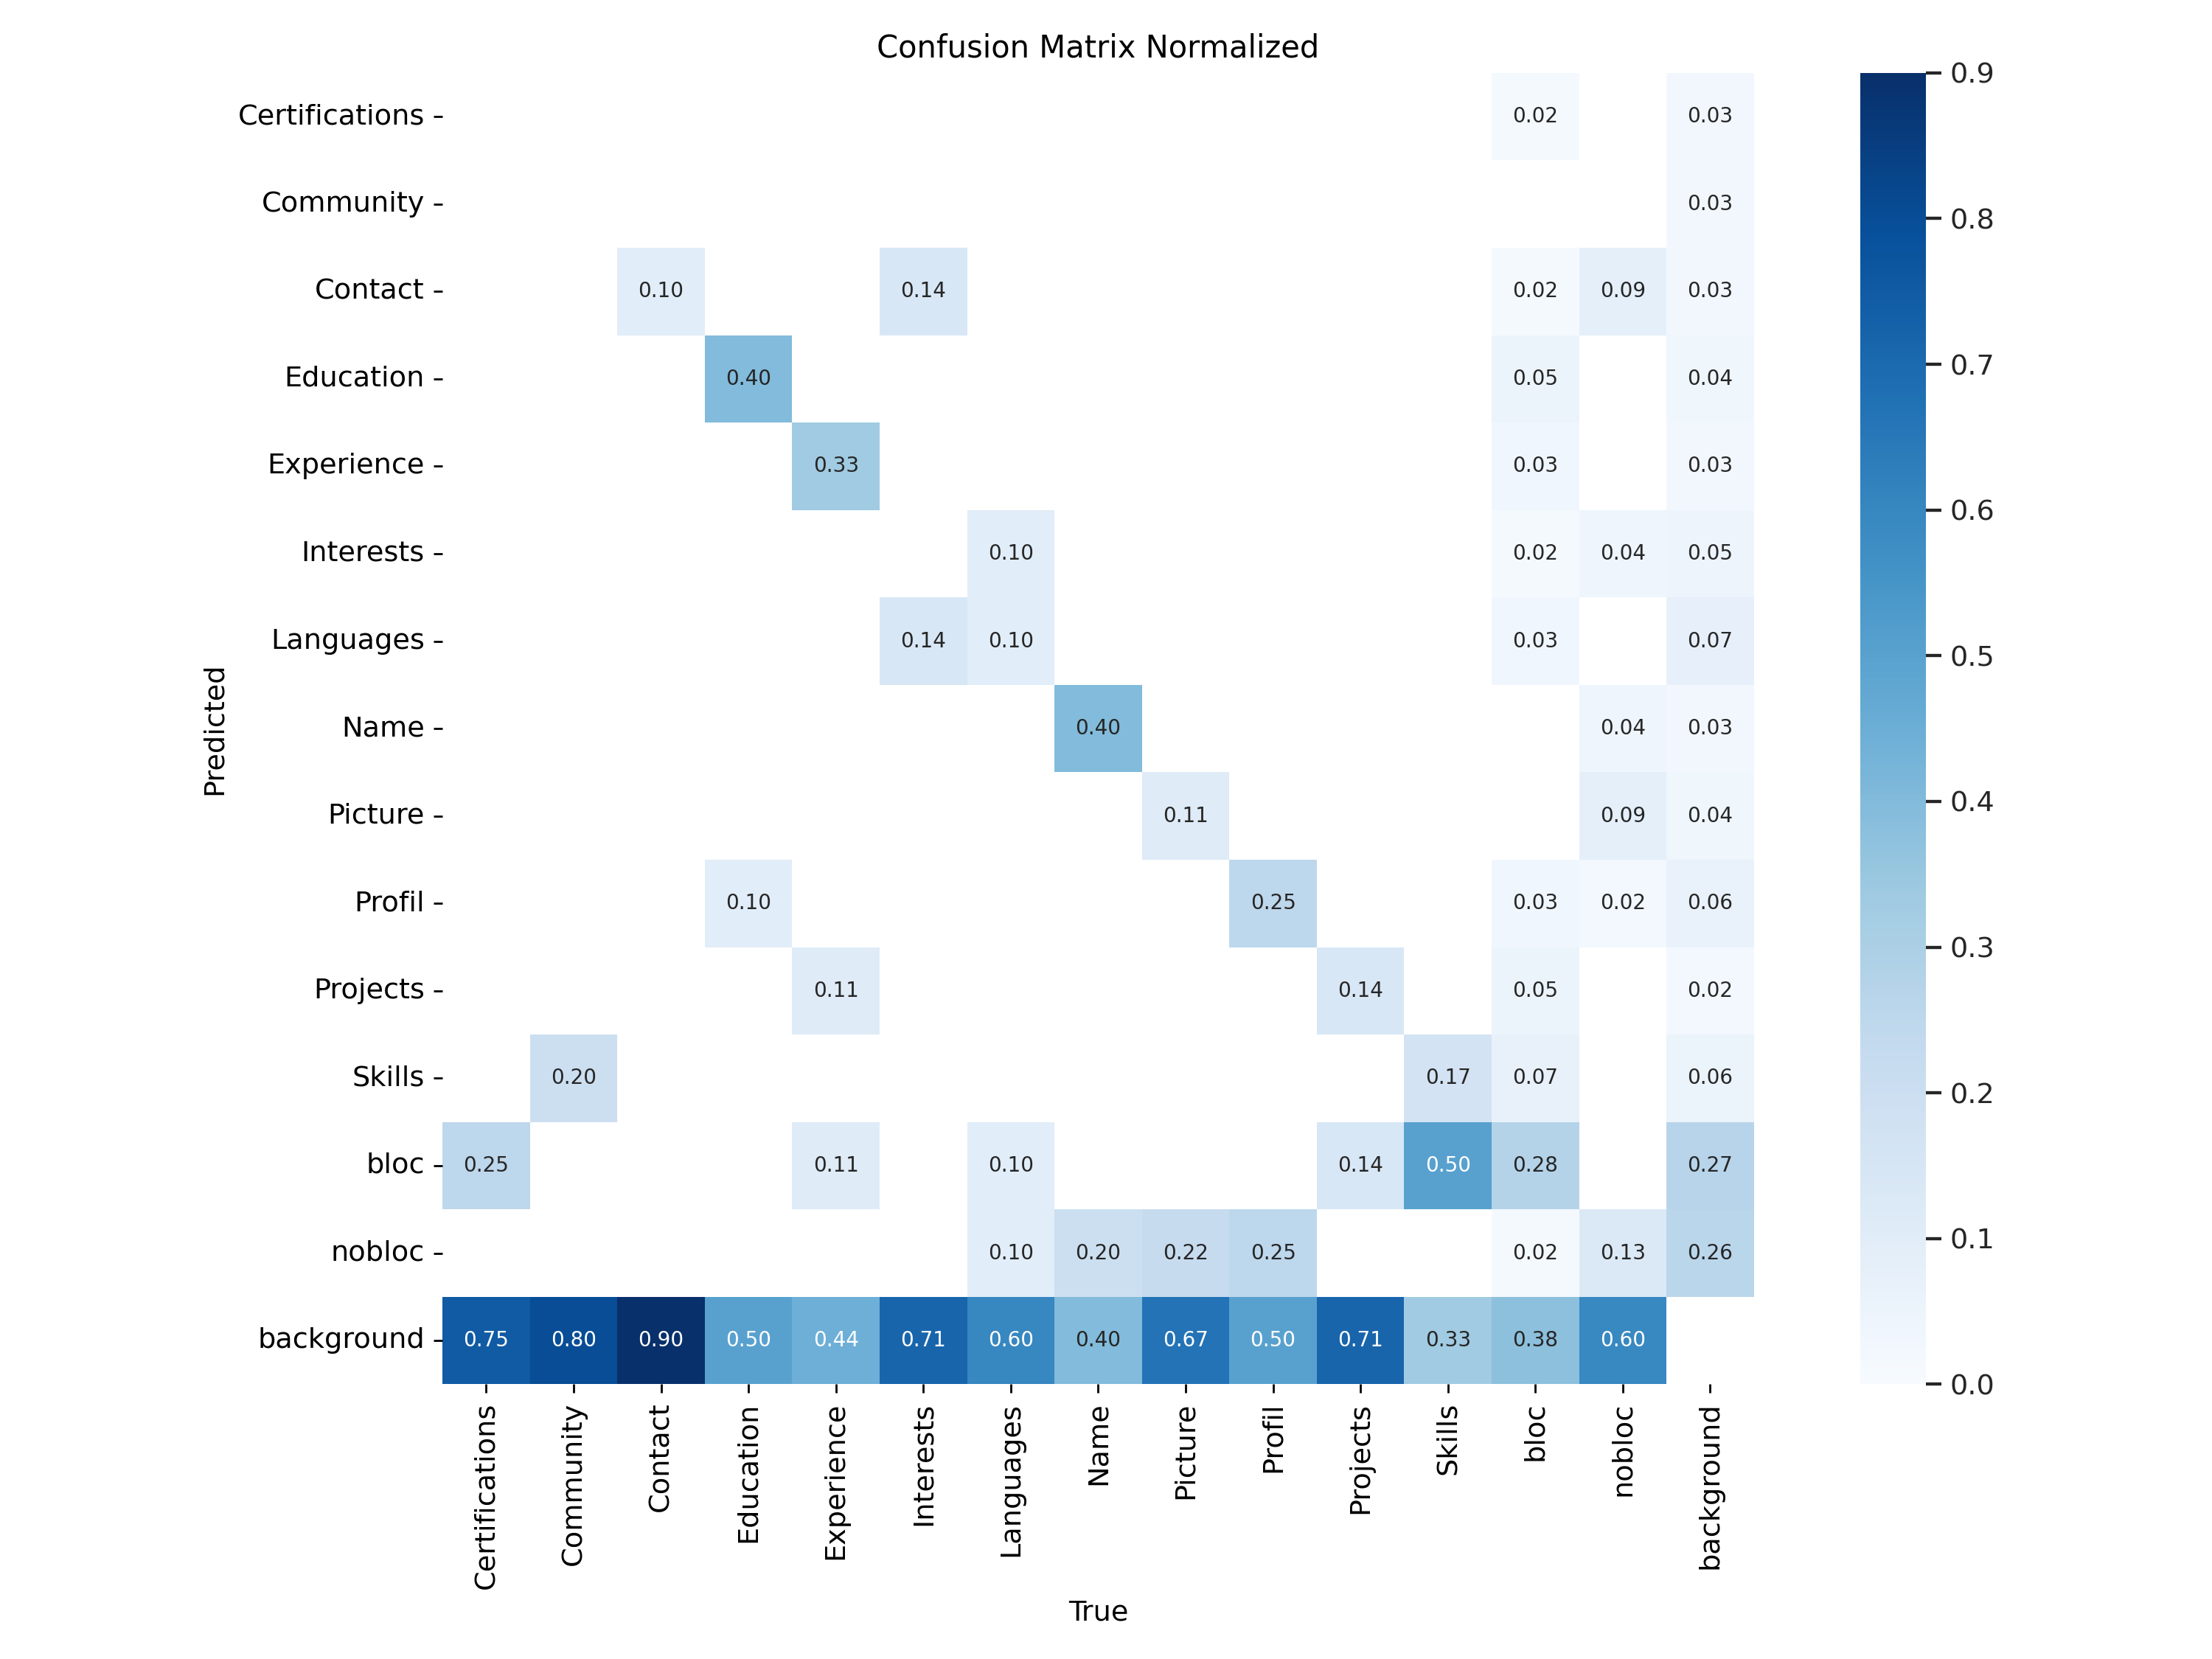 Confusion Matrix Normalized
Certifications 0.02 0.03
Community 0.03
Contact 0.10 0.14 0.02 0.09 0.03
Education 0.40 0.05 0.04
Experience 0.33 0.03 0.03
Interests 0.10 0.02 0.04 0.05
Languages 0.14 0.10 0.03 0.07
Name 0.40 0.04 0.03
Picture 0.11 0.09 0.04
Profil 0.10 0.25 0.03 0.02 0.06
Projects 0.11 0.14 0.05 0.02
Skills 0.20 0.17 0.07 0.06
bloc 0.25 0.11 0.10 0.14 0.50 0.28 0.27
nobloc 0.10 0.20 0.22 0.25 0.02 0.13 0.26
background 0.75 0.80 0.90 0.50 0.44 0.71 0.60 0.40 0.67 0.50 0.71 0.33 0.38 0.60
Predicted
Certifications Community Contact Education Experience Interests Languages Name Picture Profil Projects Skills bloc nobloc background
True
0.9
0.8
0.7
0.6
0.5
0.4
0.3
0.2
0.1
0.0